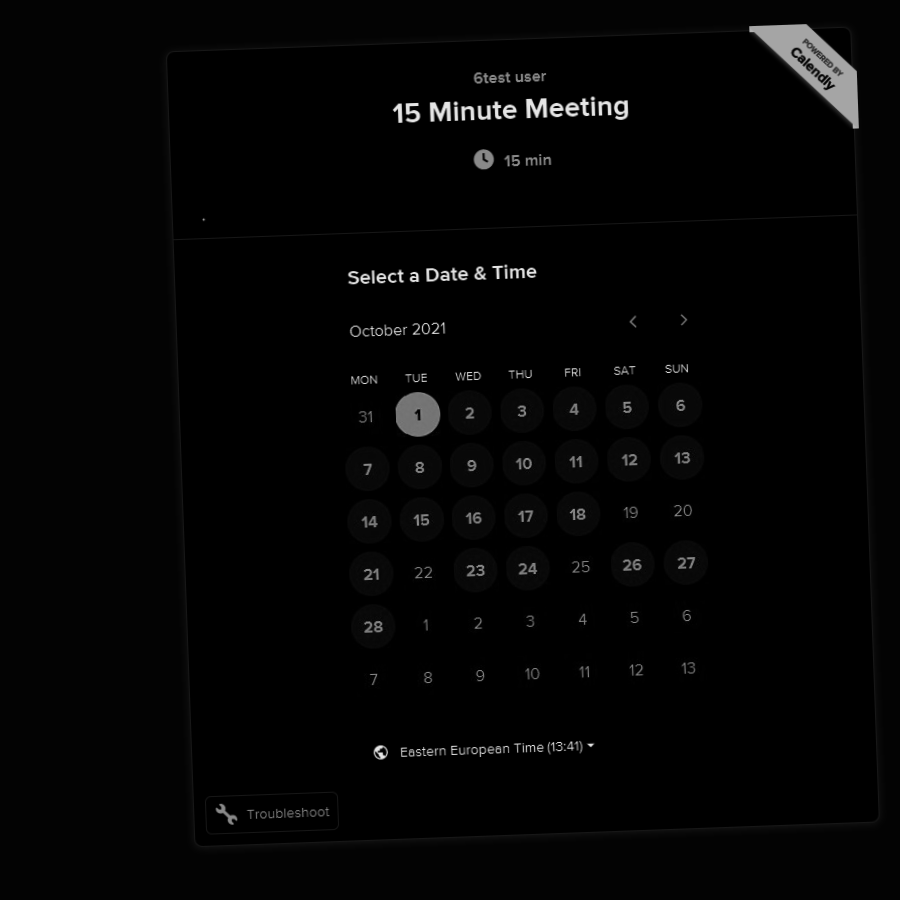 POWERED BY
Calendly
6test user
15 Minute Meeting
15 min
Select a Date & Time
October 2021
MON TUE WED THU FRI SAT SUN
31 1 2 3 4 5 6
7 8 9 10 11 12 13
14 15 16 17 18 19 20
21 22 23 24 25 26 27
28 1 2 3 4 5 6
7 8 9 10 11 12 13
Eastern European Time (13:41)
Troubleshoot